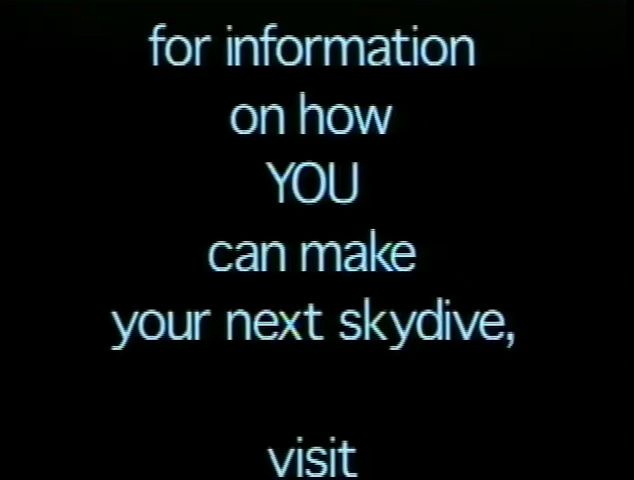 for information
on how
YOU
can make
your next skydive,
visit